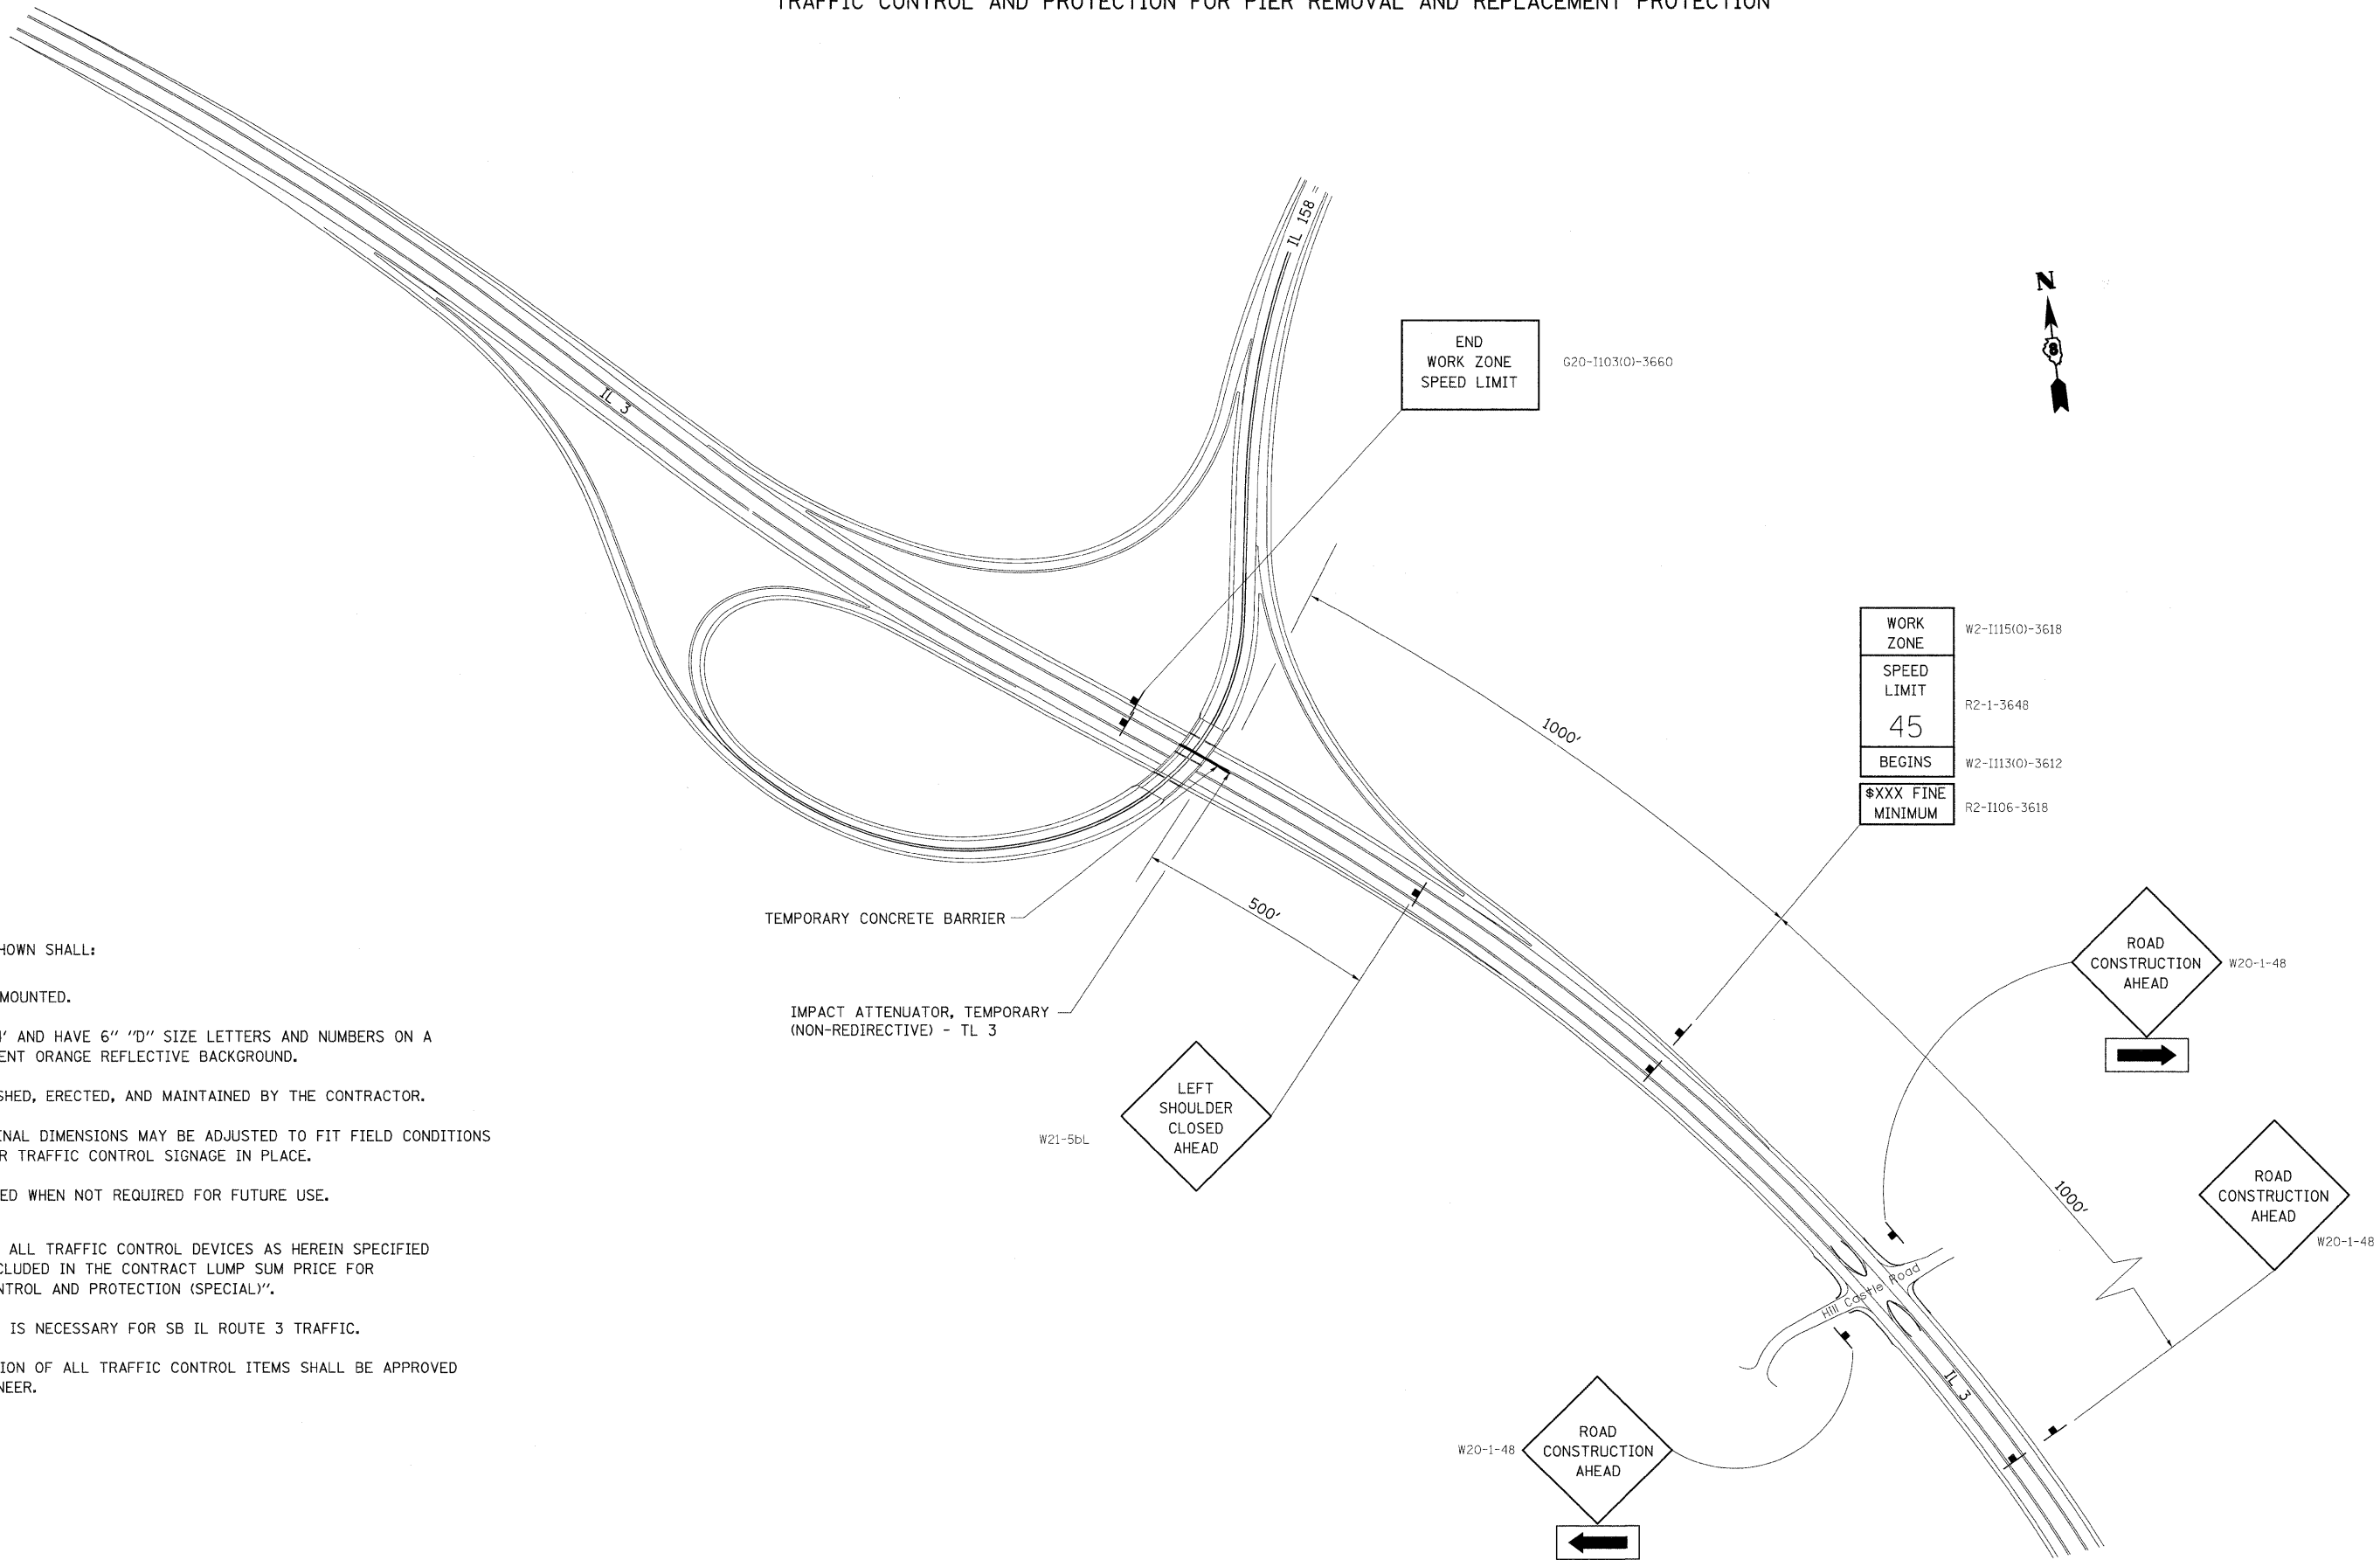 TRAFFIC CONTROL AND PROTECTION FOR PIER REMOVAL AND REPLACEMENT PROTECTION
IL 158
N
8
END
WORK ZONE
SPEED LIMIT
G20-I103(O)-3660
IL 3
WORK
ZONE
W2-I115(O)-3618
SPEED
LIMIT
45
R2-1-3648
BEGINS
W2-I113(O)-3612
$XXX FINE
MINIMUM
R2-I106-3618
1000'
TEMPORARY CONCRETE BARRIER
500'
IMPACT ATTENUATOR, TEMPORARY
(NON-REDIRECTIVE) - TL 3
ROAD
CONSTRUCTION
AHEAD
W20-1-48
LEFT
SHOULDER
CLOSED
AHEAD
W21-5bL
1000'
ROAD
CONSTRUCTION
AHEAD
W20-1-48
Hill Castle Road
IL 3
ROAD
CONSTRUCTION
AHEAD
W20-1-48
HOWN SHALL:
MOUNTED.
' AND HAVE 6" "D" SIZE LETTERS AND NUMBERS ON A
ENT ORANGE REFLECTIVE BACKGROUND.
SHED, ERECTED, AND MAINTAINED BY THE CONTRACTOR.
INAL DIMENSIONS MAY BE ADJUSTED TO FIT FIELD CONDITIONS
R TRAFFIC CONTROL SIGNAGE IN PLACE.
ED WHEN NOT REQUIRED FOR FUTURE USE.
ALL TRAFFIC CONTROL DEVICES AS HEREIN SPECIFIED
CLUDED IN THE CONTRACT LUMP SUM PRICE FOR
NTROL AND PROTECTION (SPECIAL)".
IS NECESSARY FOR SB IL ROUTE 3 TRAFFIC.
ION OF ALL TRAFFIC CONTROL ITEMS SHALL BE APPROVED
NEER.